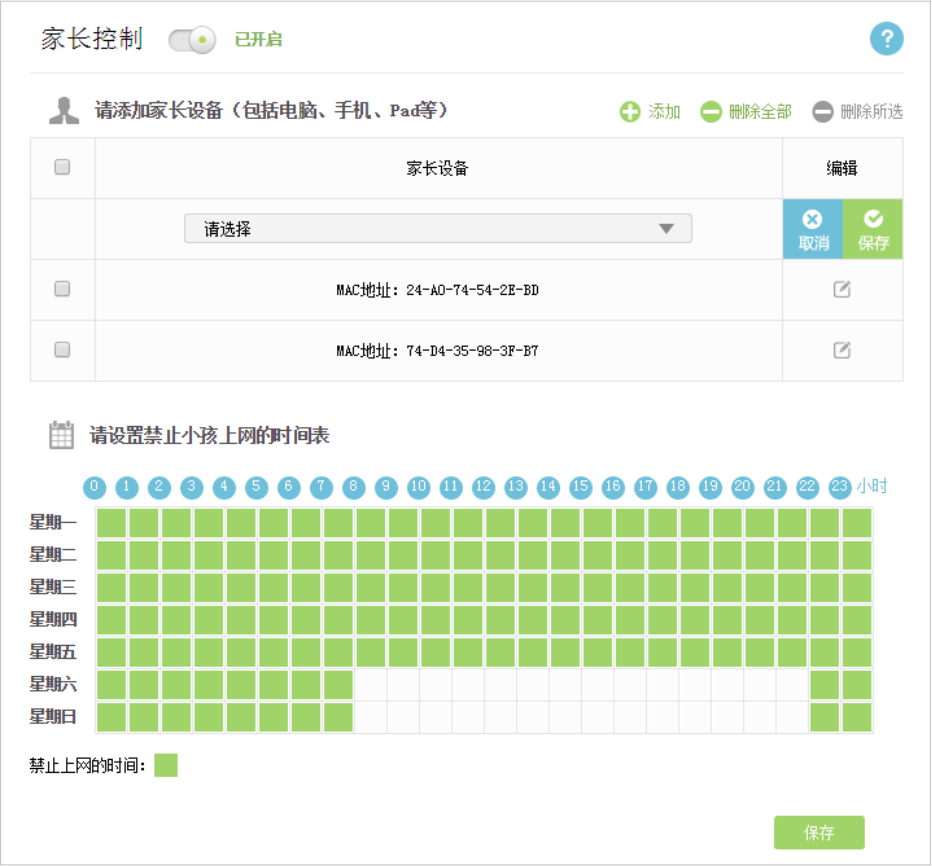 家长控制 已开启 ?
请添加家长设备（包括电脑、手机、Pad等） 添加 删除全部 删除所选
家长设备 编辑
请选择 取消 保存
MAC地址：24-A0-74-54-2E-BD
MAC地址：74-D4-35-98-3F-B7
请设置禁止小孩上网的时间表
0 1 2 3 4 5 6 7 8 9 10 11 12 13 14 15 16 17 18 19 20 21 22 23 小时
星期一
星期二
星期三
星期四
星期五
星期六
星期日
禁止上网的时间：
保存